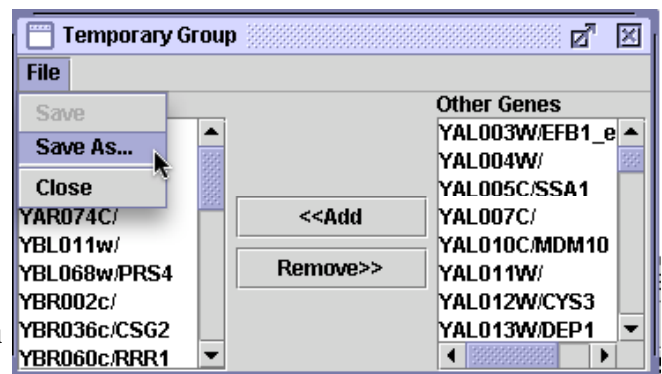 Temporary Group
File
Save
Save As...
Close
YAR074C/
YBL011w/
YBL068w/PRS4
YBR002c/
YBR036c/CSG2
YBR060c/RRR1
<<Add
Remove>>
Other Genes
YAL003W/EFB1_e
YAL004W/
YAL005C/SSA1
YAL007C/
YAL010C/MDM10
YAL011W/
YAL012W/CYS3
YAL013W/DEP1